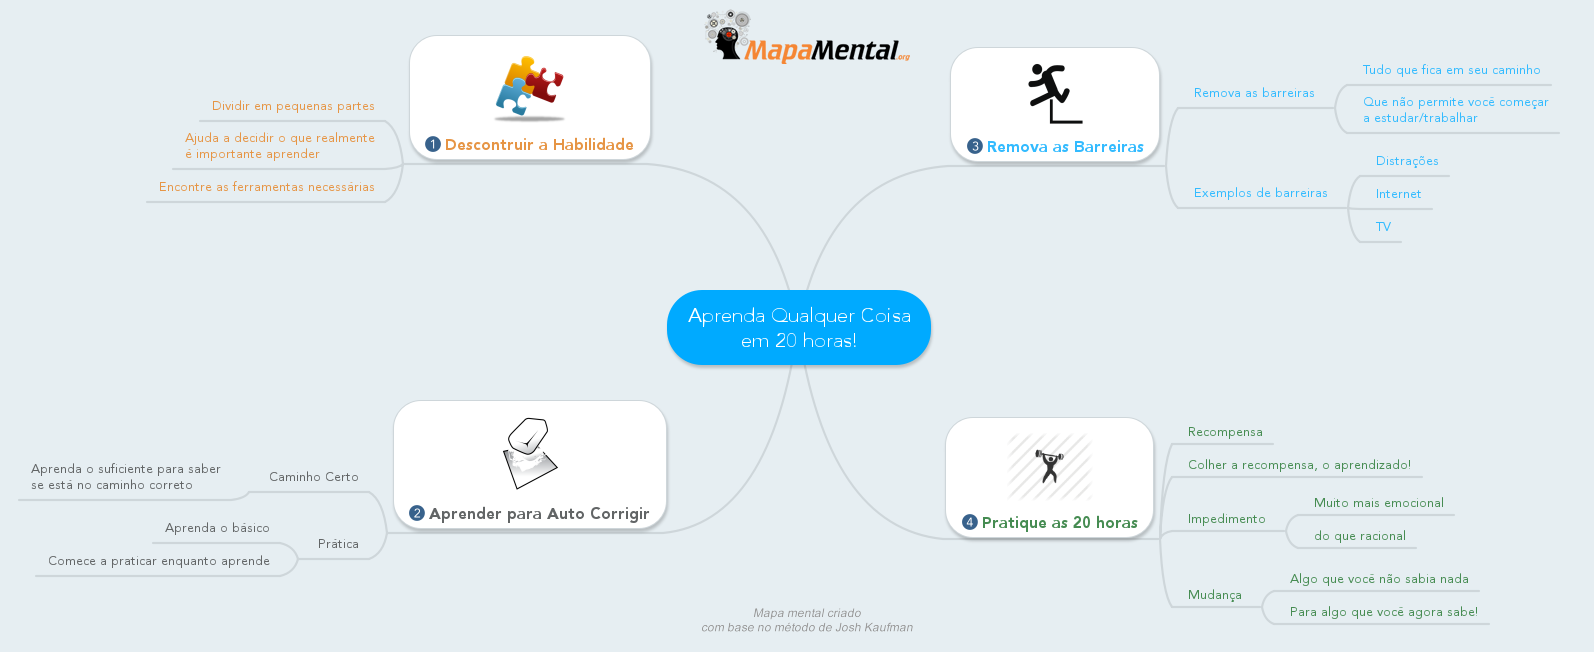 MapaMental.org
Aprenda Qualquer Coisa
em 20 horas!
1 Descontruir a Habilidade
Dividir em pequenas partes
Ajuda a decidir o que realmente
é importante aprender
Encontre as ferramentas necessárias
2 Aprender para Auto Corrigir
Caminho Certo
Aprenda o suficiente para saber
se está no caminho correto
Prática
Aprenda o básico
Comece a praticar enquanto aprende
3 Remova as Barreiras
Remova as barreiras
Tudo que fica em seu caminho
Que não permite você começar
a estudar/trabalhar
Exemplos de barreiras
Distrações
Internet
TV
4 Pratique as 20 horas
Recompensa
Colher a recompensa, o aprendizado!
Impedimento
Muito mais emocional
do que racional
Mudança
Algo que você não sabia nada
Para algo que você agora sabe!
Mapa mental criado
com base no método de Josh Kaufman